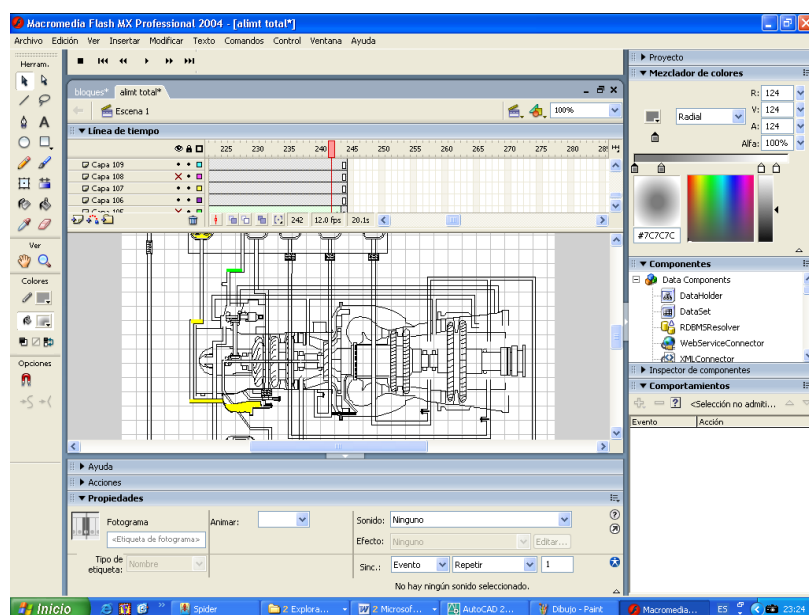 Macromedia Flash MX Professional 2004 - [alimt total*]
Archivo Edición Ver Insertar Modificar Texto Comandos Control Ventana Ayuda
Herram.
Ver
Colores
Opciones
bloques* alimt total*
Escena 1
100%
Línea de tiempo
225 230 235 240 245 250 255 260 265 270 275 280
Capa 109
Capa 108
Capa 107
Capa 106
242 12.0 fps 20.1s
Ayuda
Acciones
Propiedades
Fotograma
<Etiqueta de fotograma>
Tipo de etiqueta:
Nombre
Animar:
Sonido: Ninguno
Efecto: Ninguno Editar...
Sinc.: Evento Repetir 1
No hay ningún sonido seleccionado.
Proyecto
Mezclador de colores
R: 124
Radial
V: 124
A: 124
Alfa: 100%
#7C7C7C
Componentes
Data Components
DataHolder
DataSet
RDBMSResolver
WebServiceConnector
XMLConnector
Inspector de componentes
Comportamientos
<Selección no admiti...
Evento Acción
Inicio
Spider
2 Explora...
2 Microsof...
AutoCAD 2...
Dibujo - Paint
Macromedia...
ES
23:24